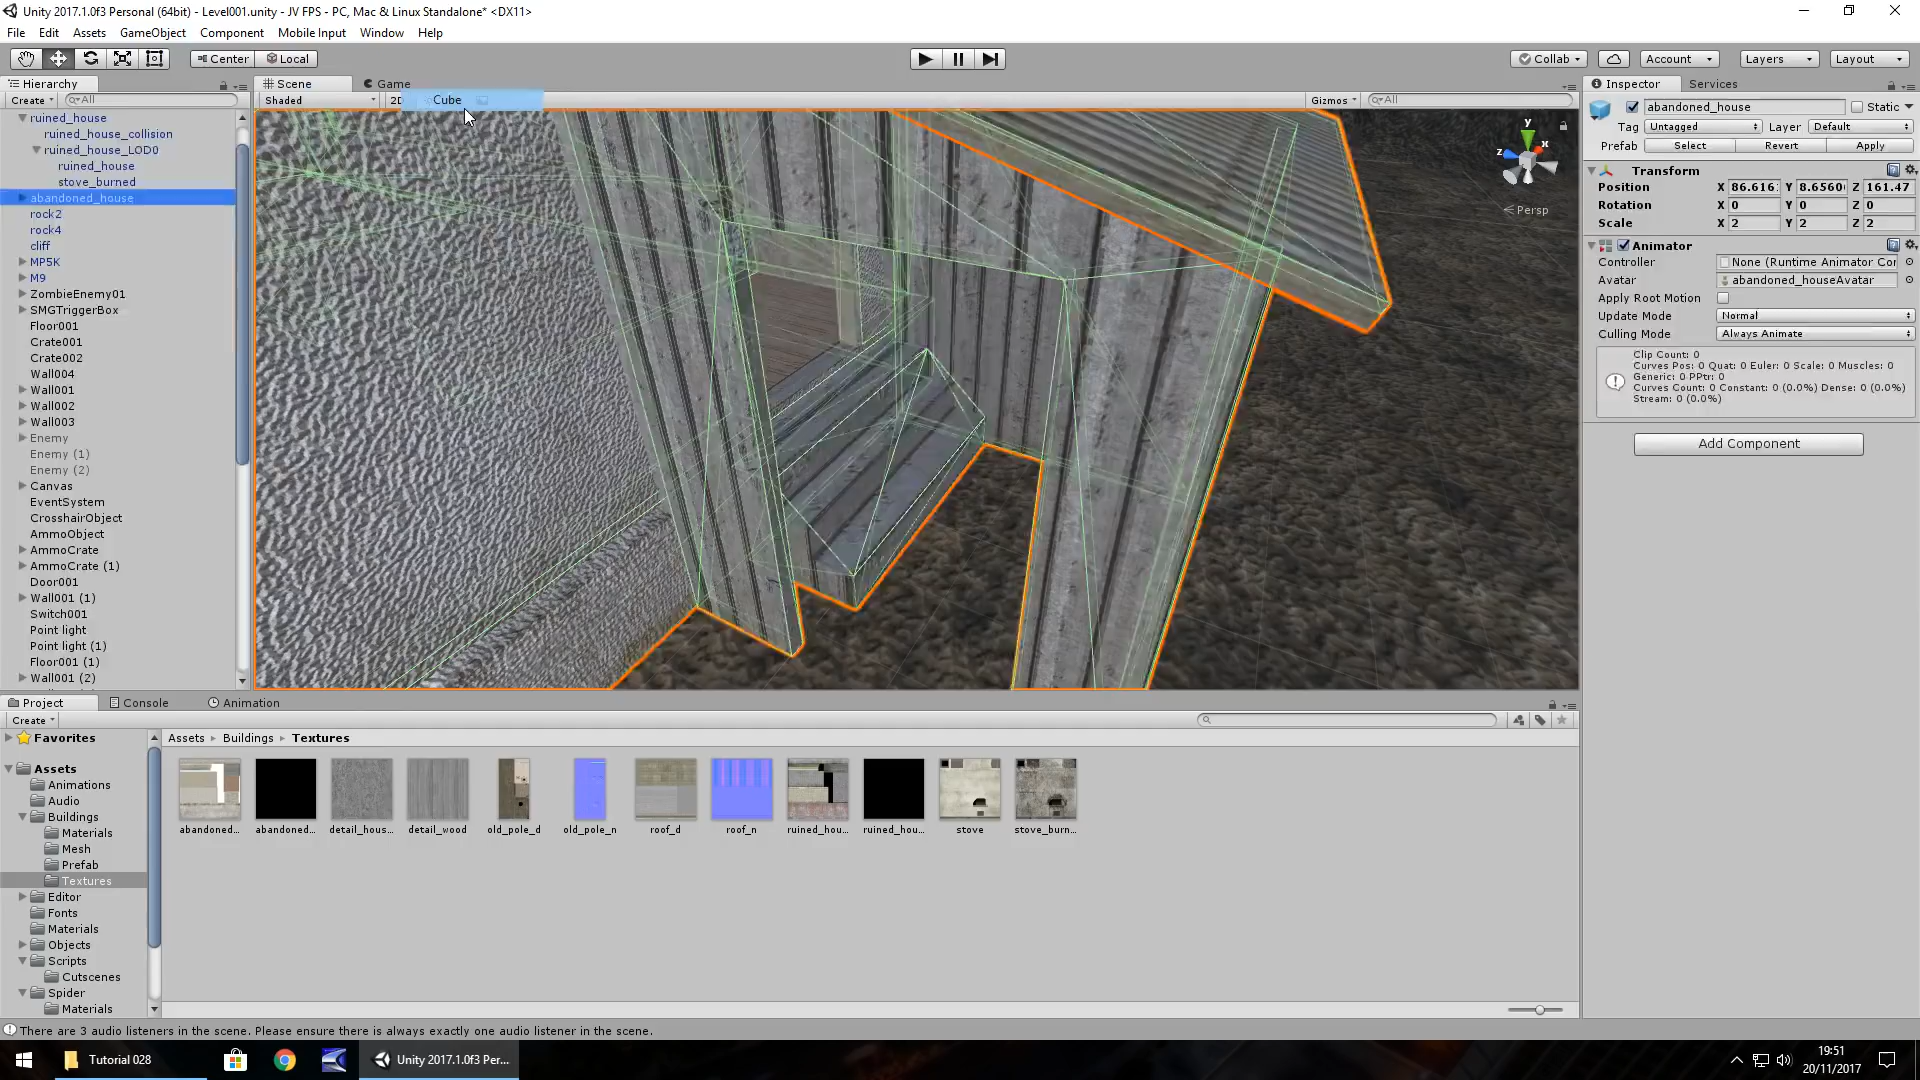 Unity 2017.1.0f3 Personal (64bit) - Level001.unity - JV FPS - PC, Mac & Linux Standalone* <DX11>
File Edit Assets GameObject Component Mobile Input Window Help
Center Local
Collab Account Layers Layout
Hierarchy
Create All
ruined_house
ruined_house_collision
ruined_house_LOD0
ruined_house
stove_burned
abandoned_house
rock2
rock4
cliff
MP5K
M9
ZombieEnemy01
SMGTriggerBox
Floor001
Crate001
Crate002
Wall004
Wall001
Wall002
Wall003
Enemy
Enemy (1)
Enemy (2)
Canvas
EventSystem
CrosshairObject
AmmoObject
AmmoCrate
AmmoCrate (1)
Door001
Wall001 (1)
Switch001
Point light
Point light (1)
Floor001 (1)
Wall001 (2)
Scene Game
Shaded 2D Cube Gizmos All
y
z x
Persp
Inspector Services
abandoned_house Static
Tag Untagged Layer Default
Prefab Select Revert Apply
Transform
Position X 86.616 Y 8.6560 Z 161.47
Rotation X 0 Y 0 Z 0
Scale X 2 Y 2 Z 2
Animator
Controller None (Runtime Animator Cor
Avatar abandoned_houseAvatar
Apply Root Motion
Update Mode Normal
Culling Mode Always Animate
Clip Count: 0
Curves Pos: 0 Quat: 0 Euler: 0 Scale: 0 Muscles: 0
Generic: 0 PPtr: 0
Curves Count: 0 Constant: 0 (0.0%) Dense: 0 (0.0%)
Stream: 0 (0.0%)
Add Component
Project Console Animation
Create
Favorites
Assets
Animations
Audio
Buildings
Materials
Mesh
Prefab
Textures
Editor
Fonts
Materials
Objects
Scripts
Cutscenes
Spider
Materials
Assets Buildings Textures
abandoned... abandoned... detail_hous... detail_wood old_pole_d old_pole_n roof_d roof_n ruined_hou... ruined_hou... stove stove_burn...
There are 3 audio listeners in the scene. Please ensure there is always exactly one audio listener in the scene.
Tutorial 028
Unity 2017.1.0f3 Per...
19:51
20/11/2017